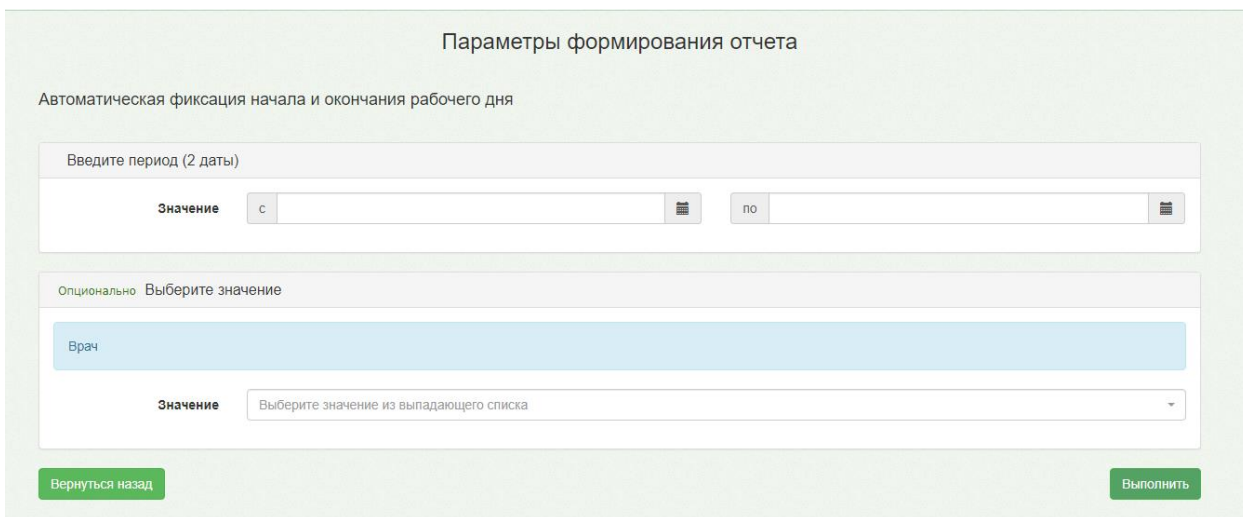 Параметры формирования отчета
Автоматическая фиксация начала и окончания рабочего дня
Введите период (2 даты)
Значение с по
Опционально Выберите значение
Врач
Значение Выберите значение из выпадающего списка
Вернуться назад Выполнить